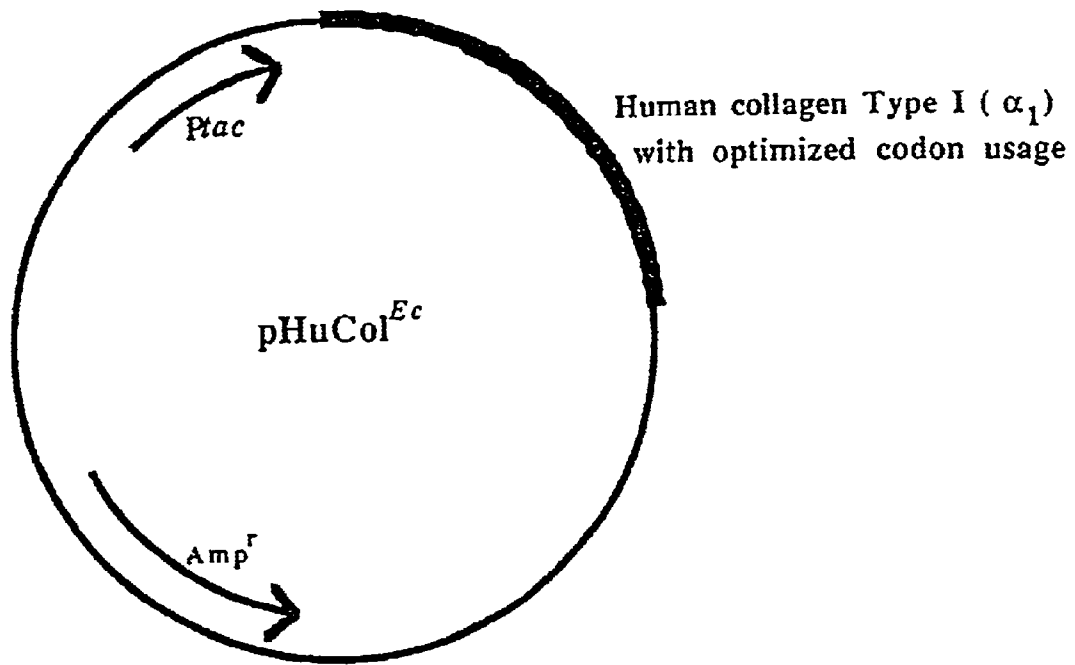 Ptac
Human collagen Type I ( α₁)
with optimized codon usage
pHuColᴱᶜ
Ampʳ